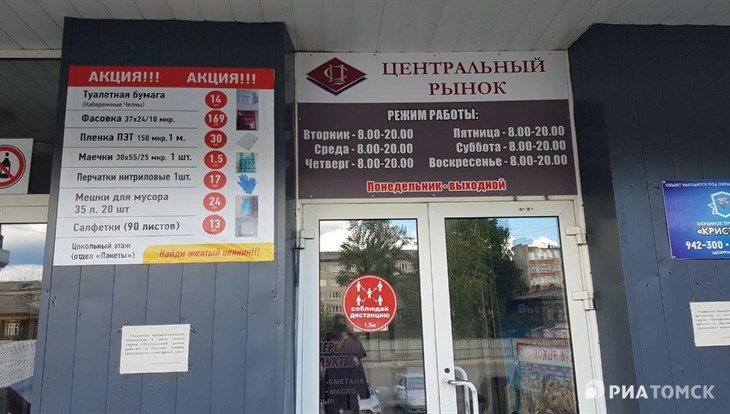 АКЦИЯ!!! АКЦИЯ!!!
Туалетная бумага 14
(Набережные Челны)
Фасовка 37х24/10 мкр. 169
Пленка ПЭТ 150 мкр. 1 м. 30
Маечки 30х55/25 мкр. 1 шт. 1.5
Перчатки нитриловые 1шт. 17
Мешки для мусора 24
35 л. 20 шт
Салфетки (90 листов) 13
Цокольный этаж
(отдел «Пакеты»)
Найди желтый ценник!!!
ЦЕНТРАЛЬНЫЙ
РЫНОК
РЕЖИМ РАБОТЫ:
Вторник - 8.00-20.00 Пятница - 8.00-20.00
Среда - 8.00-20.00 Суббота - 8.00-20.00
Четверг - 8.00-20.00 Воскресенье - 8.00-20.00
Понедельник - выходной
соблюдай
дистанцию
1,5м
СМЕТАНА
МАСЛО
942-300
РИАТОМСК